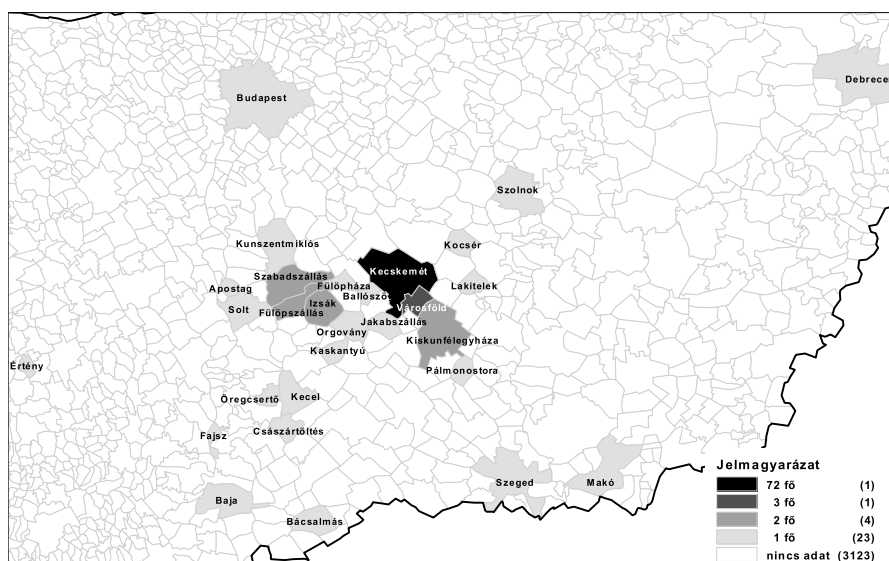 Debrece
Budapest
Szolnok
Kunszentmiklós
Kocsér
Kecskemét
Szabadszállás
Fülöpháza
Lakitelek
Apostag
Ballószög
Izsák
Városföld
Solt
Fülöpszállás
Jakabszállás
Orgovány
Kiskunfélegyháza
Kaskantyú
Értény
Pálmonostora
Öregcsertő
Kecel
Fajsz
Császártöltés
Jelmagyarázat
Szeged
Makó
72 fő (1)
Baja
3 fő (1)
Bácsalmás
2 fő (4)
1 fő (23)
nincs adat (3123)